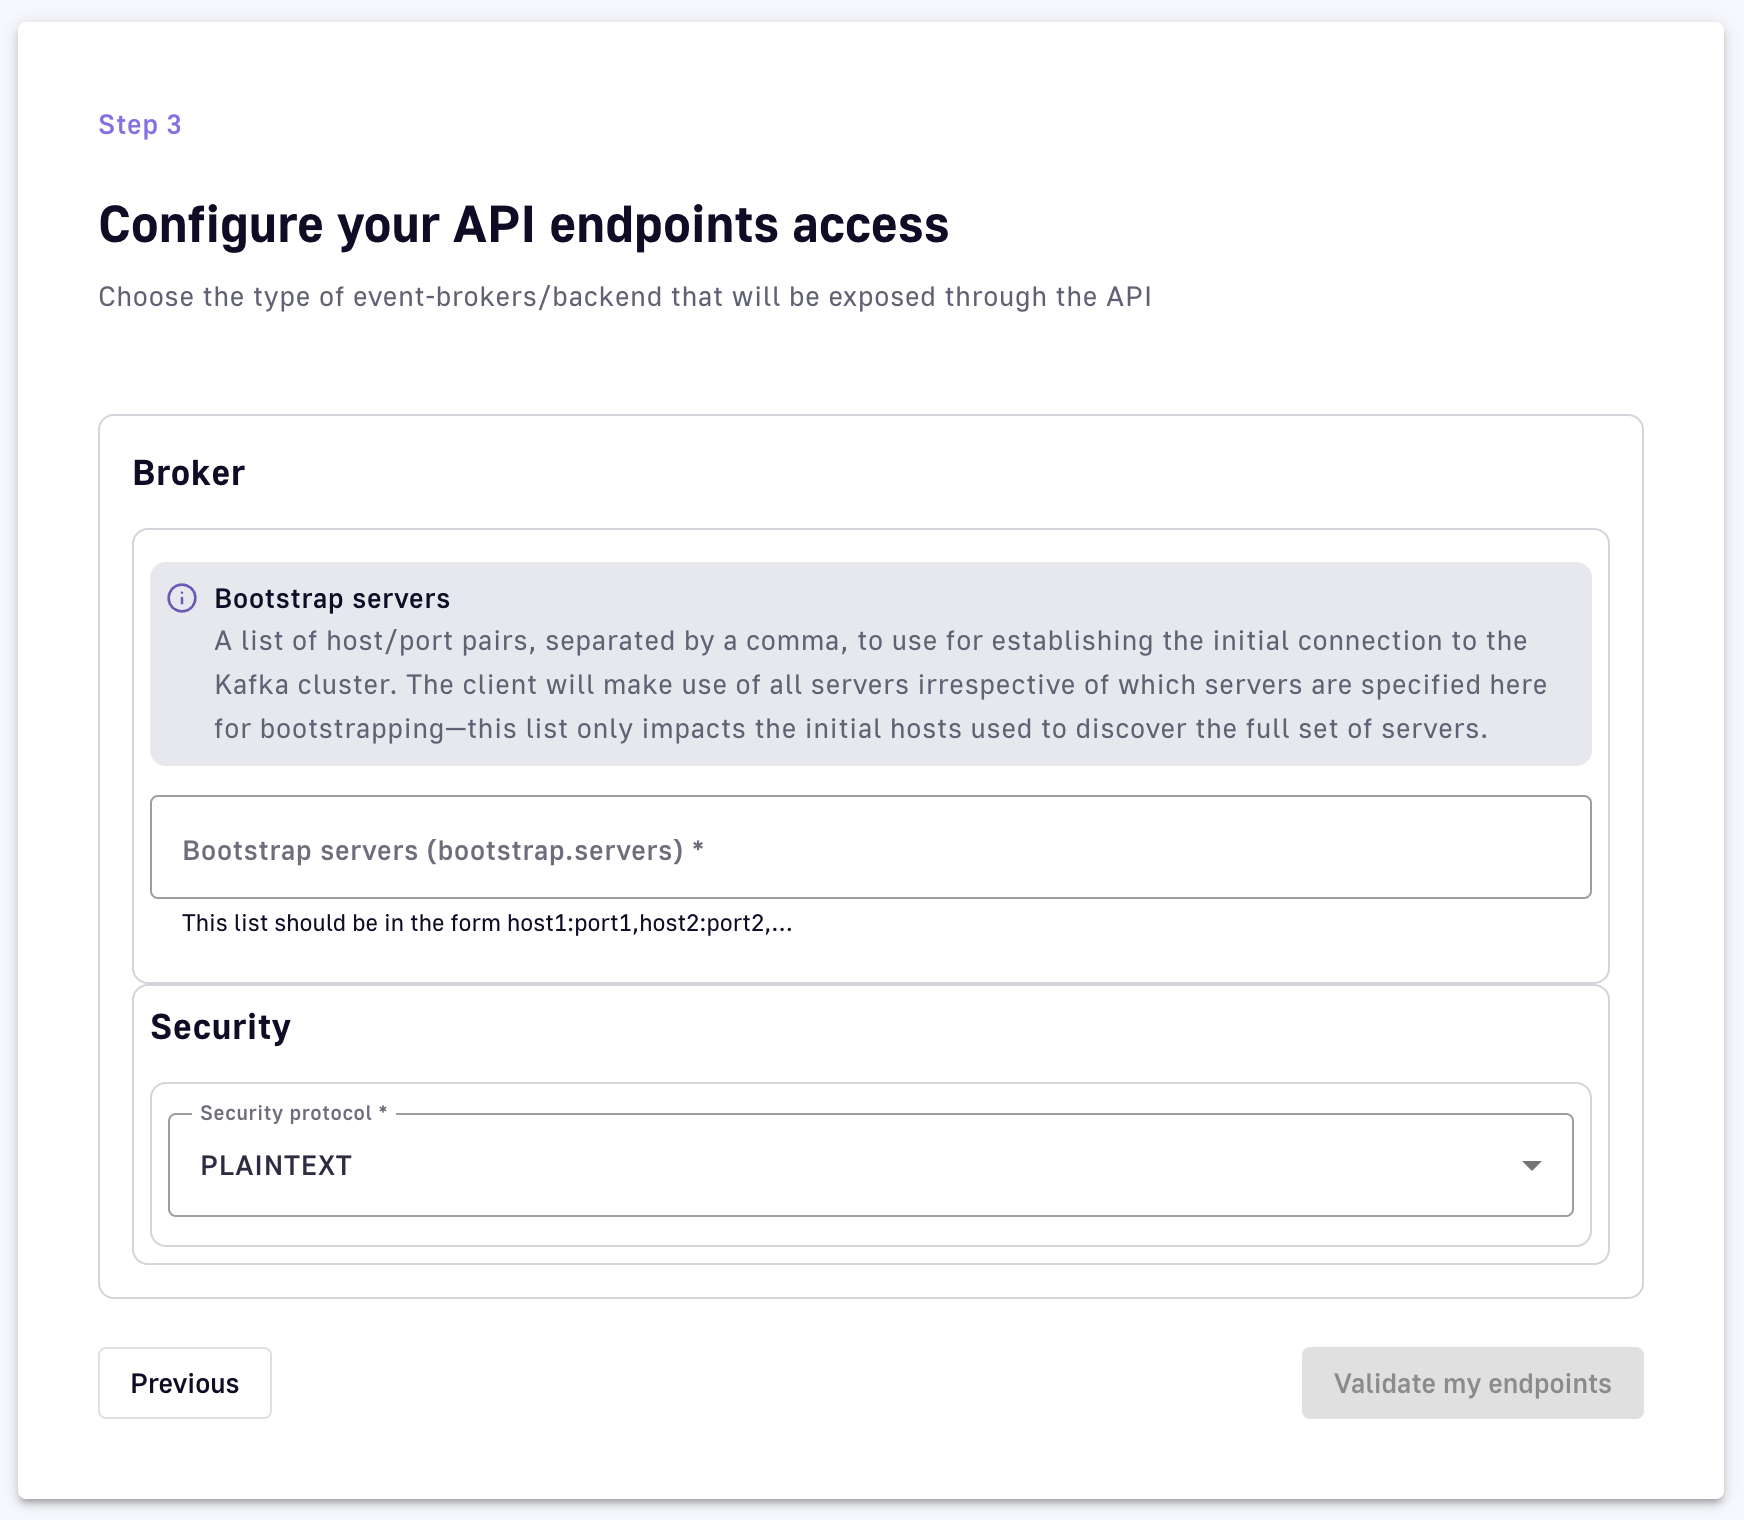 Step 3
Configure your API endpoints access
Choose the type of event-brokers/backend that will be exposed through the API
Broker
Bootstrap servers
A list of host/port pairs, separated by a comma, to use for establishing the initial connection to the
Kafka cluster. The client will make use of all servers irrespective of which servers are specified here
for bootstrapping—this list only impacts the initial hosts used to discover the full set of servers.
Bootstrap servers (bootstrap.servers) *
This list should be in the form host1:port1,host2:port2,...
Security
Security protocol *
PLAINTEXT
Previous
Validate my endpoints